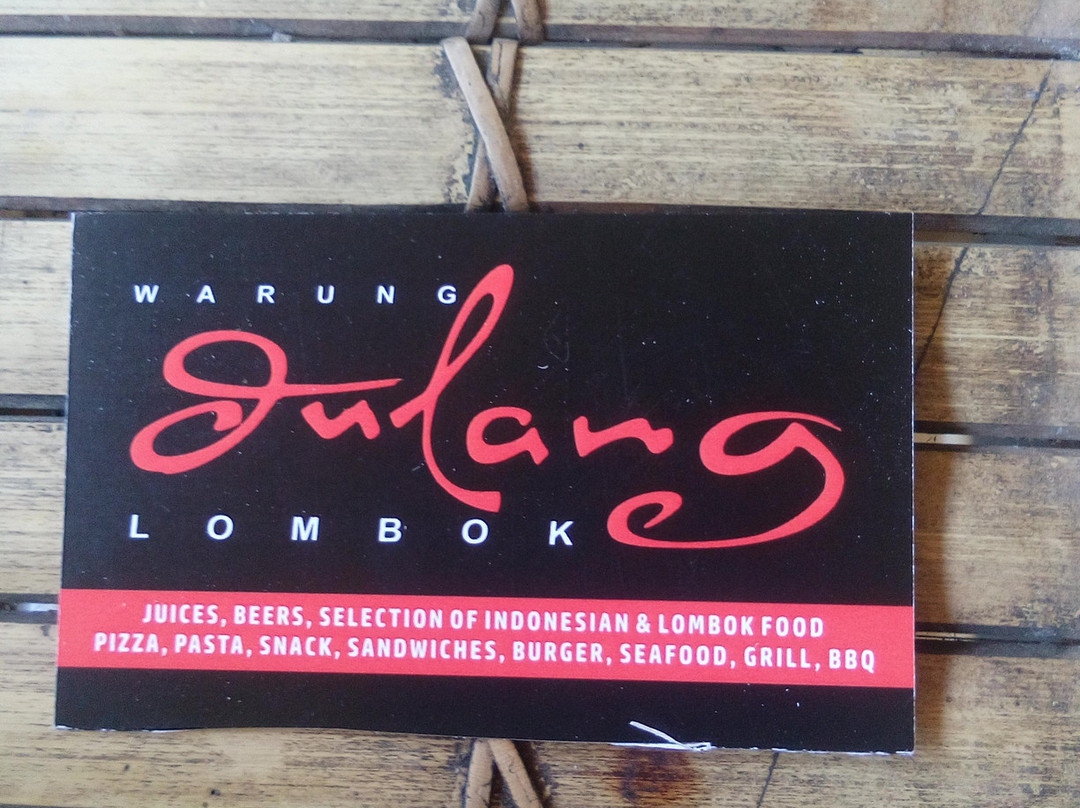 WARUNG
Dulang
LOMBOK
JUICES, BEERS, SELECTION OF INDONESIAN & LOMBOK FOOD
PIZZA, PASTA, SNACK, SANDWICHES, BURGER, SEAFOOD, GRILL, BBQ